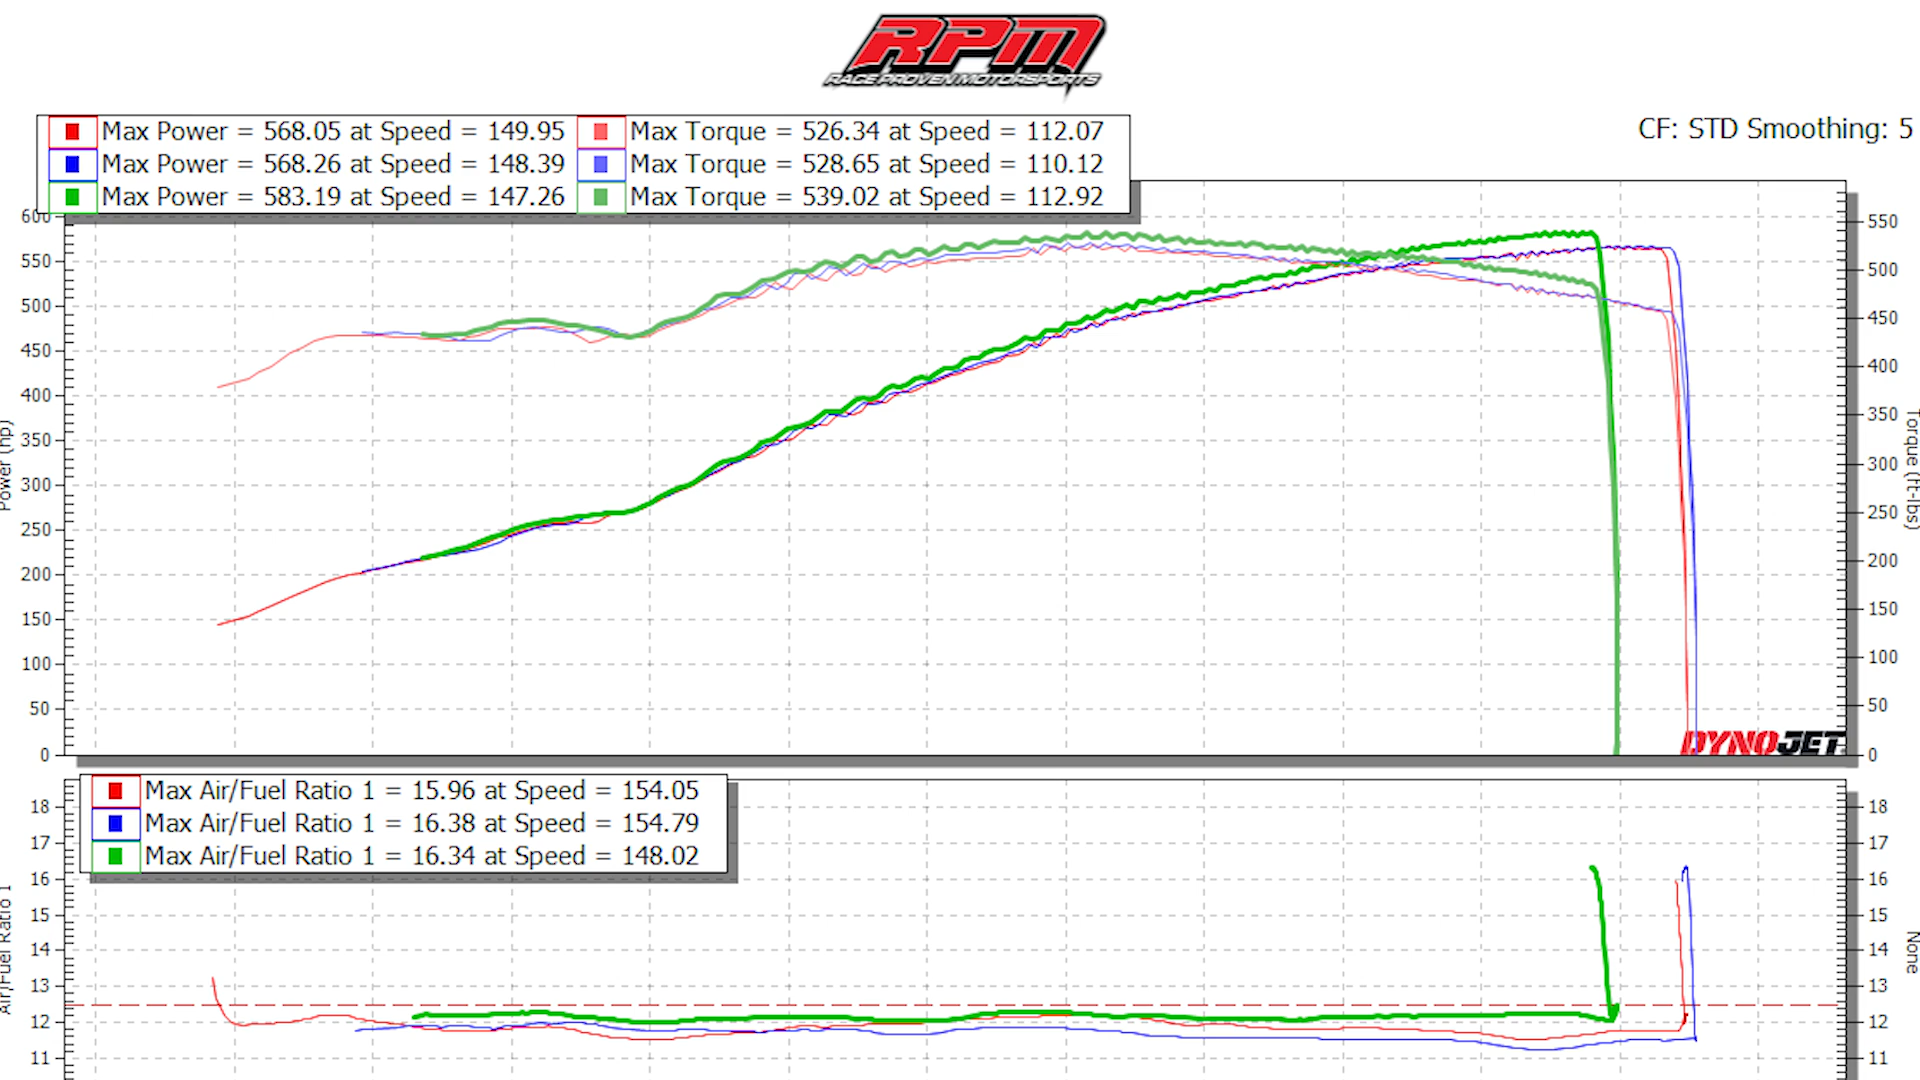 RPM
RACE PROVEN MOTORSPORTS
Max Power = 568.05 at Speed = 149.95 Max Torque = 526.34 at Speed = 112.07
Max Power = 568.26 at Speed = 148.39 Max Torque = 528.65 at Speed = 110.12
Max Power = 583.19 at Speed = 147.26 Max Torque = 539.02 at Speed = 112.92
CF: STD Smoothing: 5
600
550
500
450
400
350
300
250
200
150
100
50
0
Power (hp)
550
500
450
400
350
300
250
200
150
100
50
0
Torque (ft-lbs)
DYNOJET
Max Air/Fuel Ratio 1 = 15.96 at Speed = 154.05
Max Air/Fuel Ratio 1 = 16.38 at Speed = 154.79
Max Air/Fuel Ratio 1 = 16.34 at Speed = 148.02
18
17
16
15
14
13
12
11
Air/Fuel Ratio 1
18
17
16
15
14
13
12
11
None